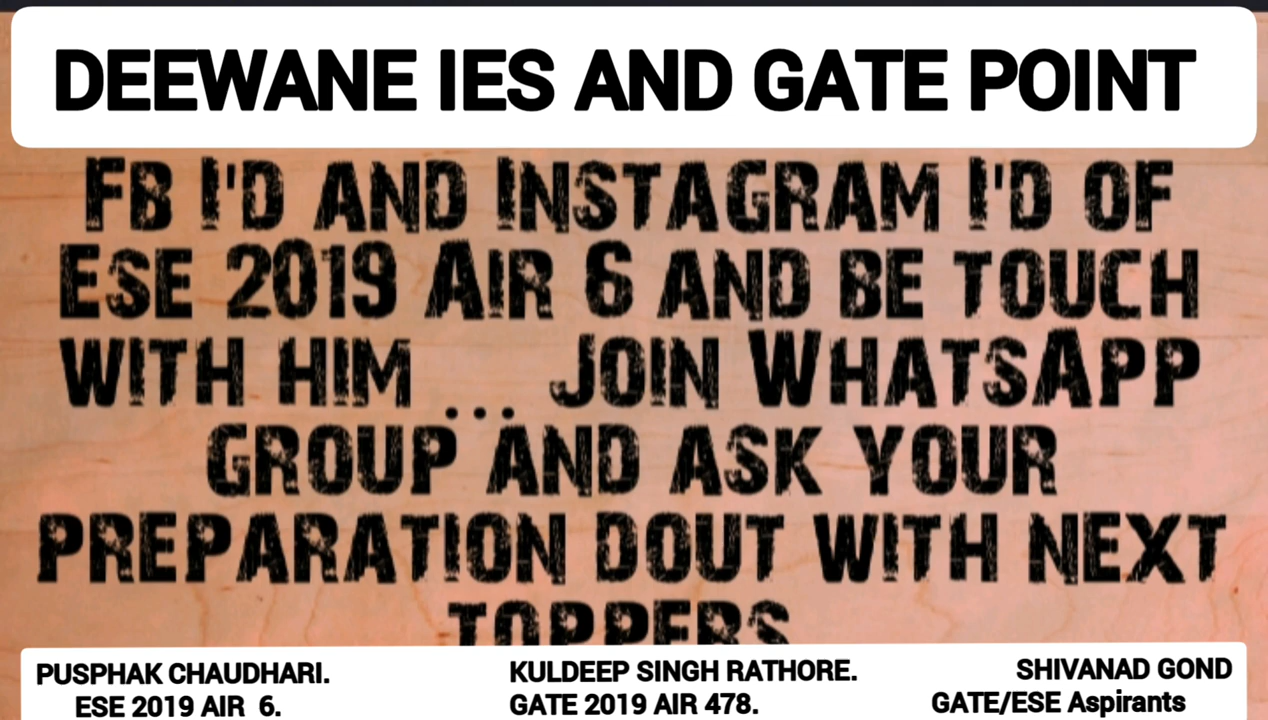 DEEWANE IES AND GATE POINT
FB I'D AND INSTAGRAM I'D OF
ESE 2019 AIR 6 AND BE TOUCH
WITH HIM ... JOIN WHATSAPP
GROUP AND ASK YOUR
PREPARATION DOUT WITH NEXT
TOPPERS
PUSPHAK CHAUDHARI. KULDEEP SINGH RATHORE. SHIVANAD GOND
ESE 2019 AIR 6. GATE 2019 AIR 478. GATE/ESE Aspirants